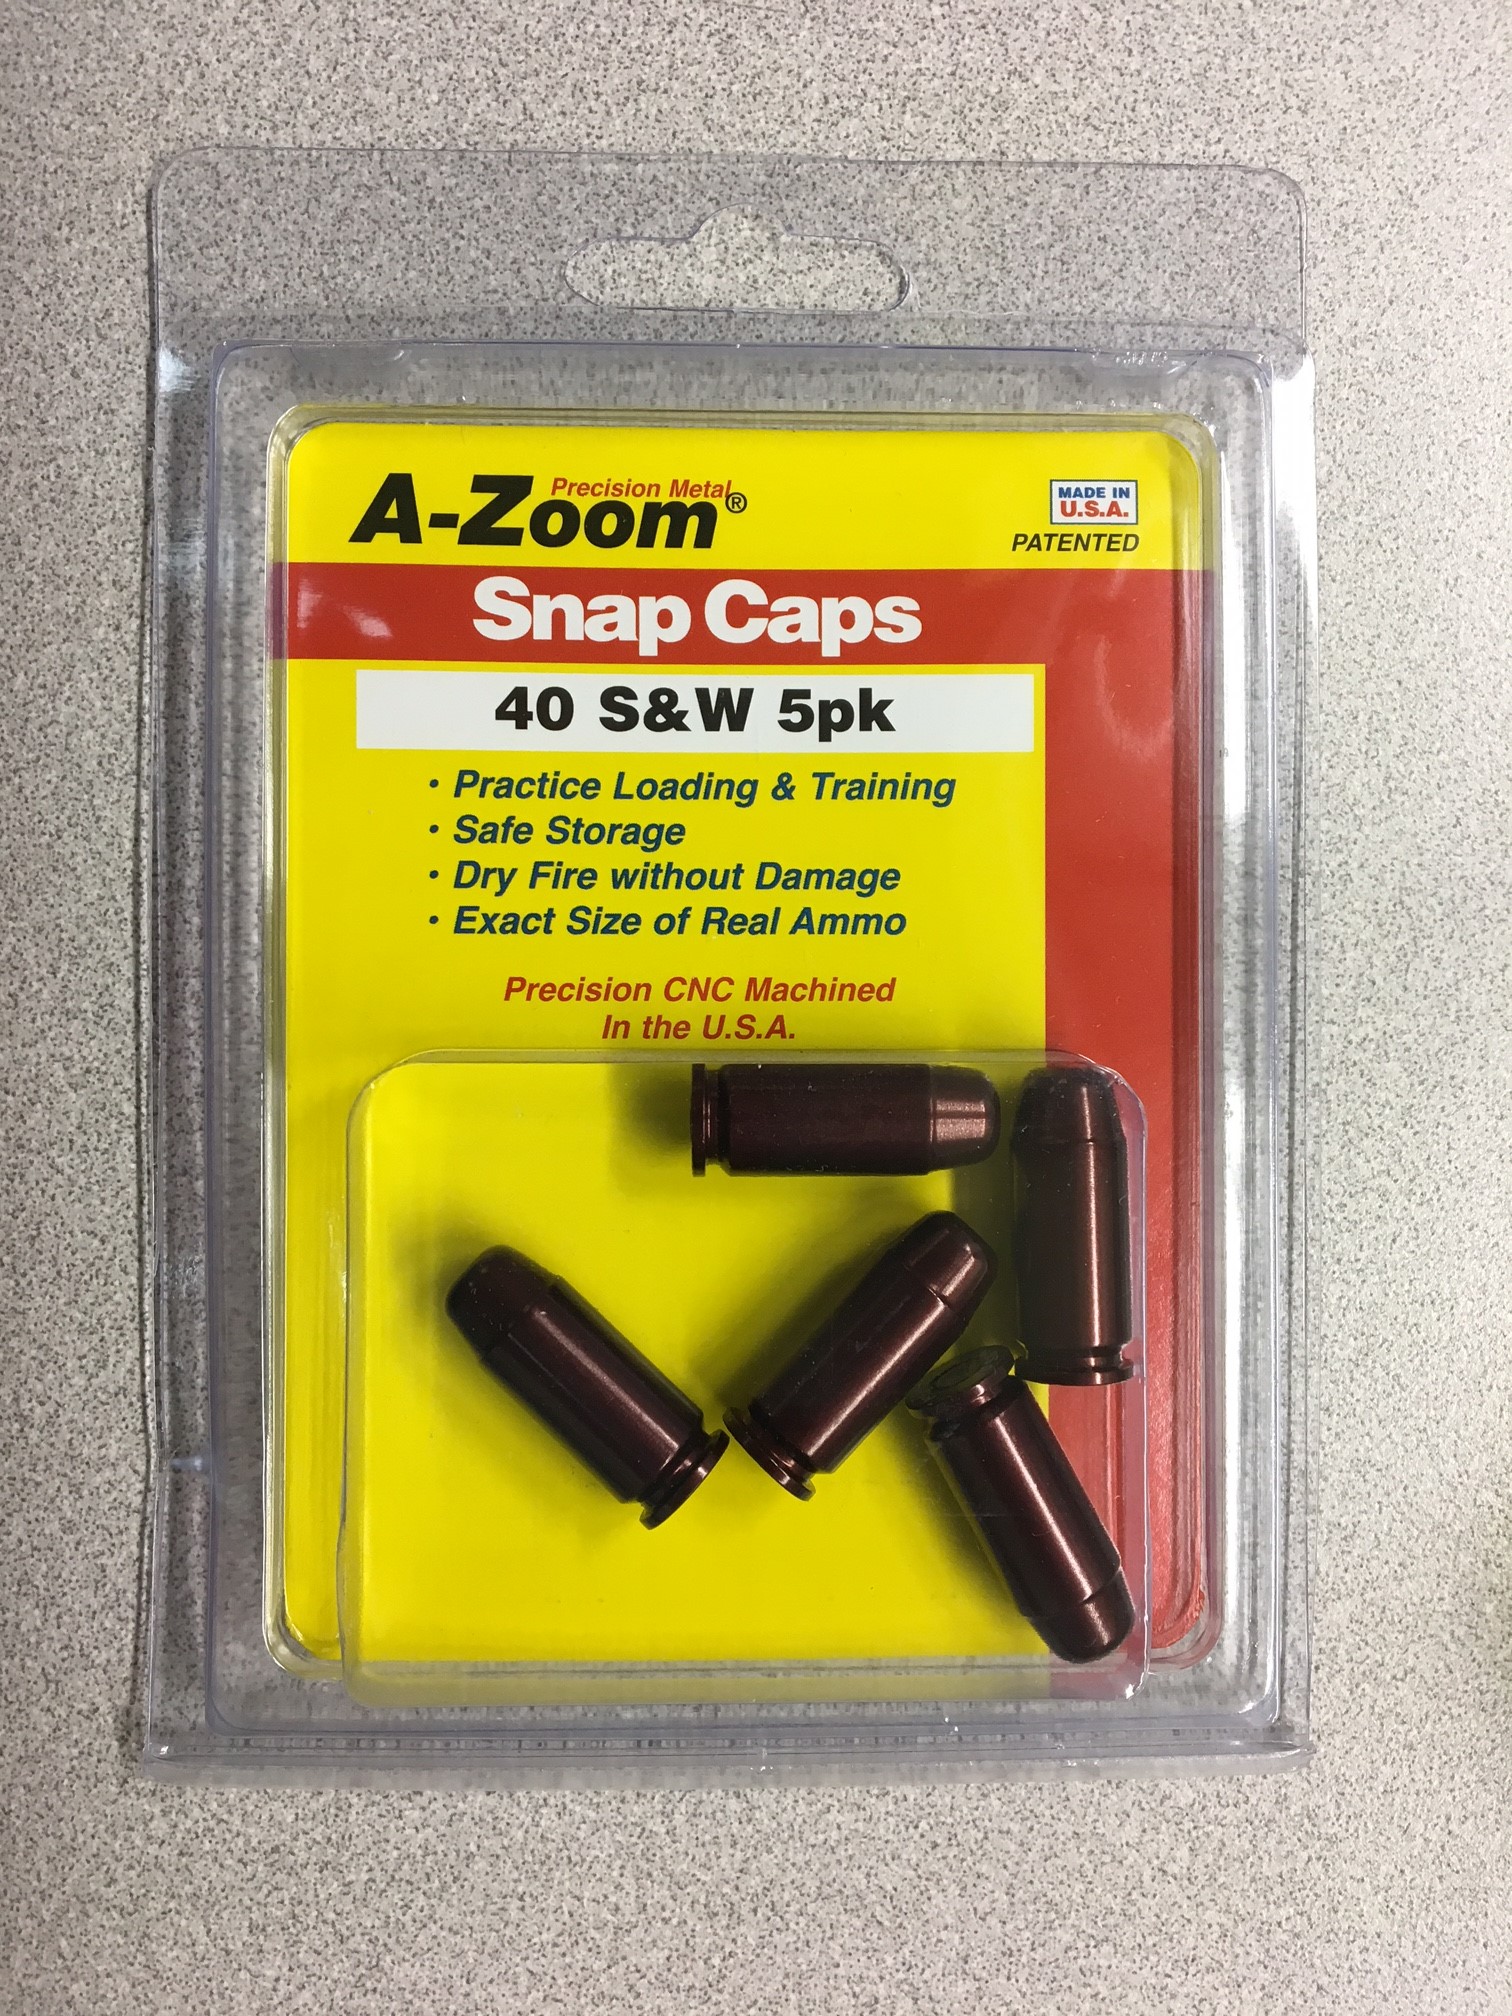 Precision Metal
A-Zoom®
MADE IN
U.S.A.
PATENTED
Snap Caps
40 S&W 5pk
• Practice Loading & Training
• Safe Storage
• Dry Fire without Damage
• Exact Size of Real Ammo
Precision CNC Machined
In the U.S.A.